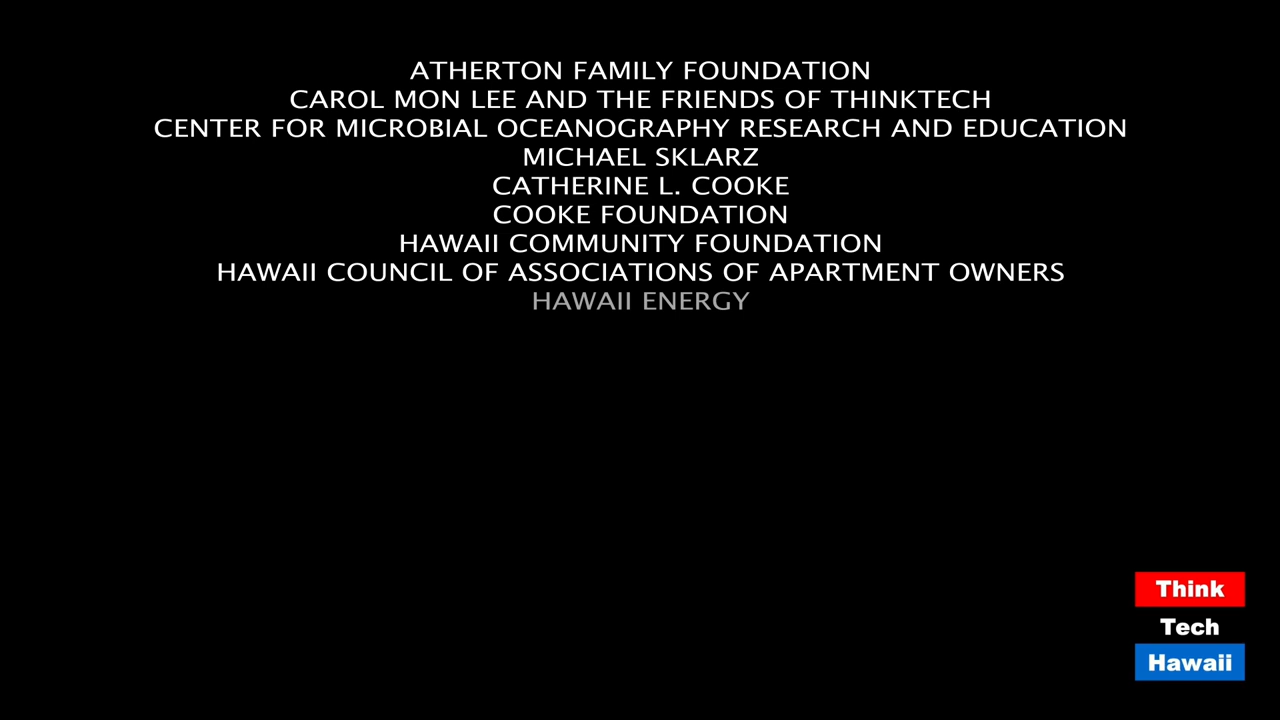 ATHERTON FAMILY FOUNDATION
CAROL MON LEE AND THE FRIENDS OF THINKTECH
CENTER FOR MICROBIAL OCEANOGRAPHY RESEARCH AND EDUCATION
MICHAEL SKLARZ
CATHERINE L. COOKE
COOKE FOUNDATION
HAWAII COMMUNITY FOUNDATION
HAWAII COUNCIL OF ASSOCIATIONS OF APARTMENT OWNERS
HAWAII ENERGY
Think
Tech
Hawaii